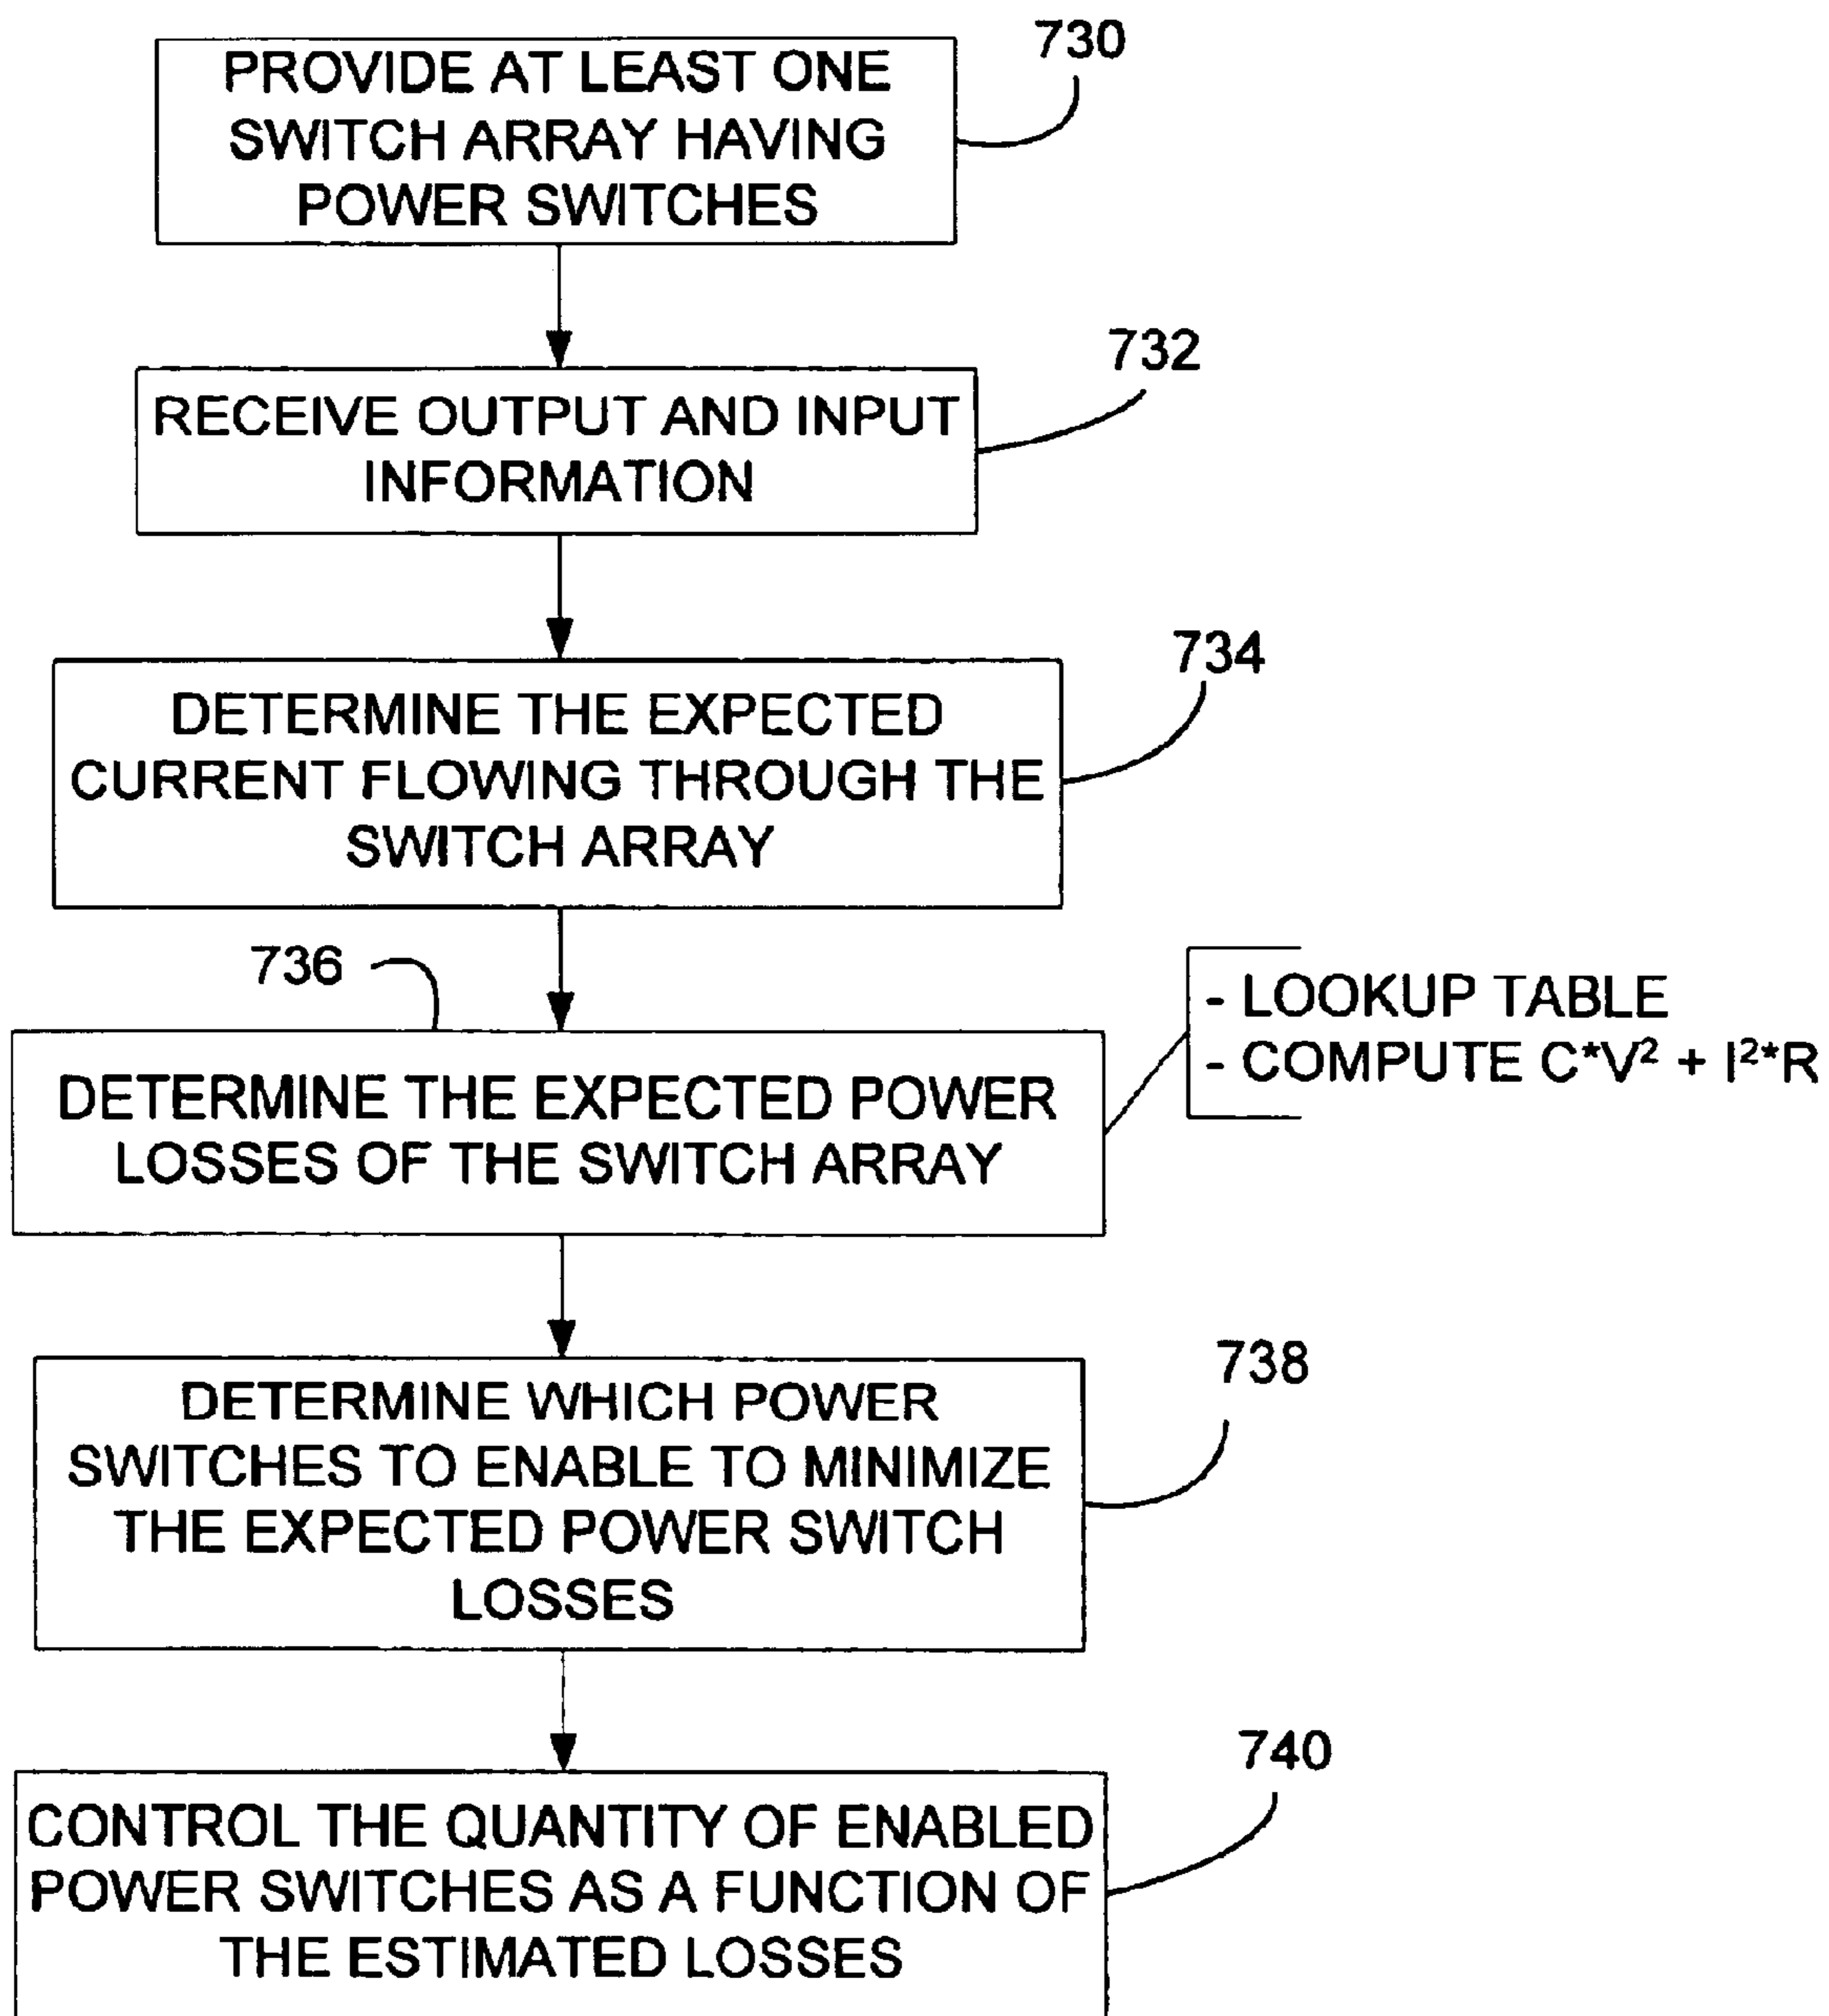 730
PROVIDE AT LEAST ONE
SWITCH ARRAY HAVING
POWER SWITCHES
732
RECEIVE OUTPUT AND INPUT
INFORMATION
734
DETERMINE THE EXPECTED
CURRENT FLOWING THROUGH THE
SWITCH ARRAY
736
- LOOKUP TABLE
- COMPUTE C*V² + I²*R
DETERMINE THE EXPECTED POWER
LOSSES OF THE SWITCH ARRAY
738
DETERMINE WHICH POWER
SWITCHES TO ENABLE TO MINIMIZE
THE EXPECTED POWER SWITCH
LOSSES
740
CONTROL THE QUANTITY OF ENABLED
POWER SWITCHES AS A FUNCTION OF
THE ESTIMATED LOSSES